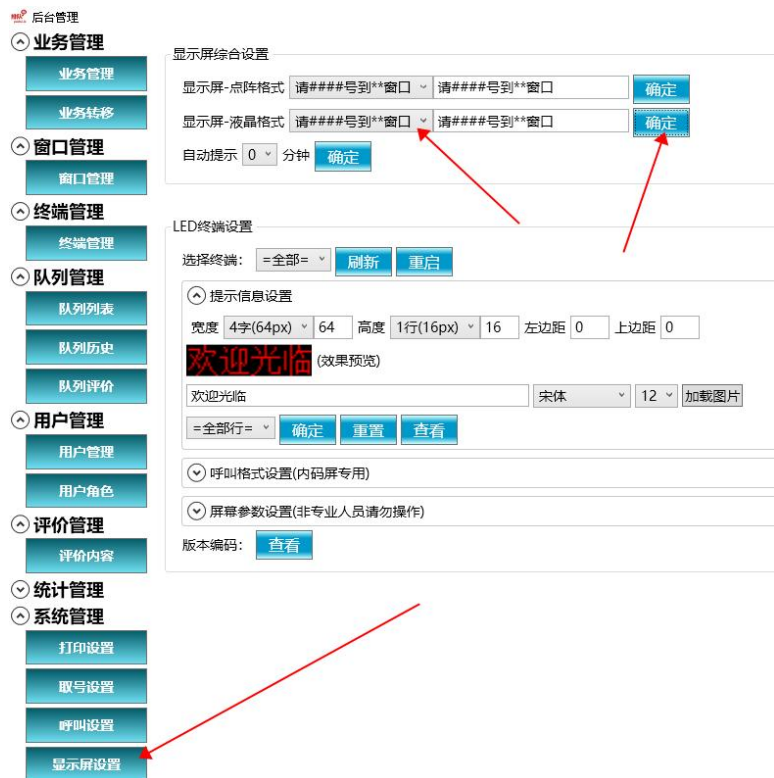 后台管理
业务管理
业务管理
业务转移
窗口管理
窗口管理
终端管理
终端管理
队列管理
队列列表
队列历史
队列评价
用户管理
用户管理
用户角色
评价管理
评价内容
统计管理
系统管理
打印设置
取号设置
呼叫设置
显示屏设置
显示屏综合设置
显示屏-点阵格式 请####号到**窗口 请####号到**窗口 确定
显示屏-液晶格式 请####号到**窗口 请####号到**窗口 确定
自动提示 0 分钟 确定
LED终端设置
选择终端: =全部= 刷新 重启
提示信息设置
宽度 4字(64px) 64 高度 1行(16px) 16 左边距 0 上边距 0
欢迎光临 (效果预览)
欢迎光临 宋体 12 加载图片
=全部行= 确定 重置 查看
呼叫格式设置(内码屏专用)
屏幕参数设置(非专业人员请勿操作)
版本编码: 查看